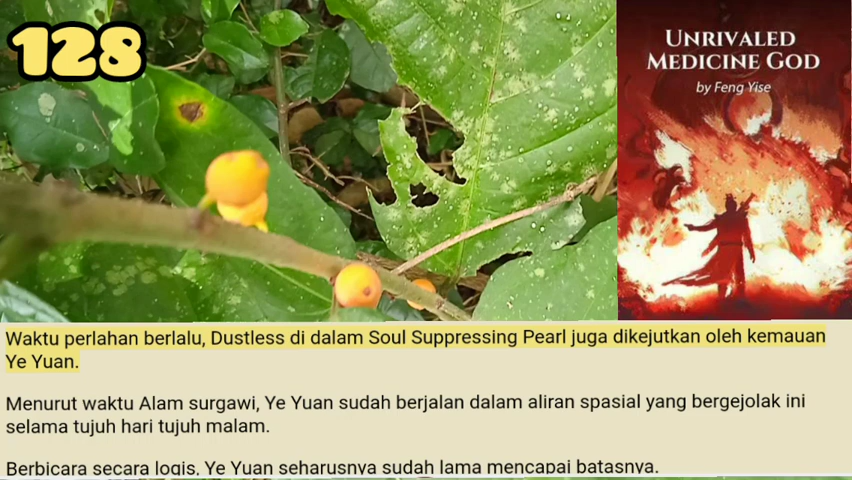 128
UNRIVALED
MEDICINE GOD
by Feng Yise
Waktu perlahan berlalu, Dustless di dalam Soul Suppressing Pearl juga dikejutkan oleh kemauan
Ye Yuan.
Menurut waktu Alam surgawi, Ye Yuan sudah berjalan dalam aliran spasial yang bergejolak ini
selama tujuh hari tujuh malam.
Berbicara secara logis, Ye Yuan seharusnya sudah lama mencapai batasnya.